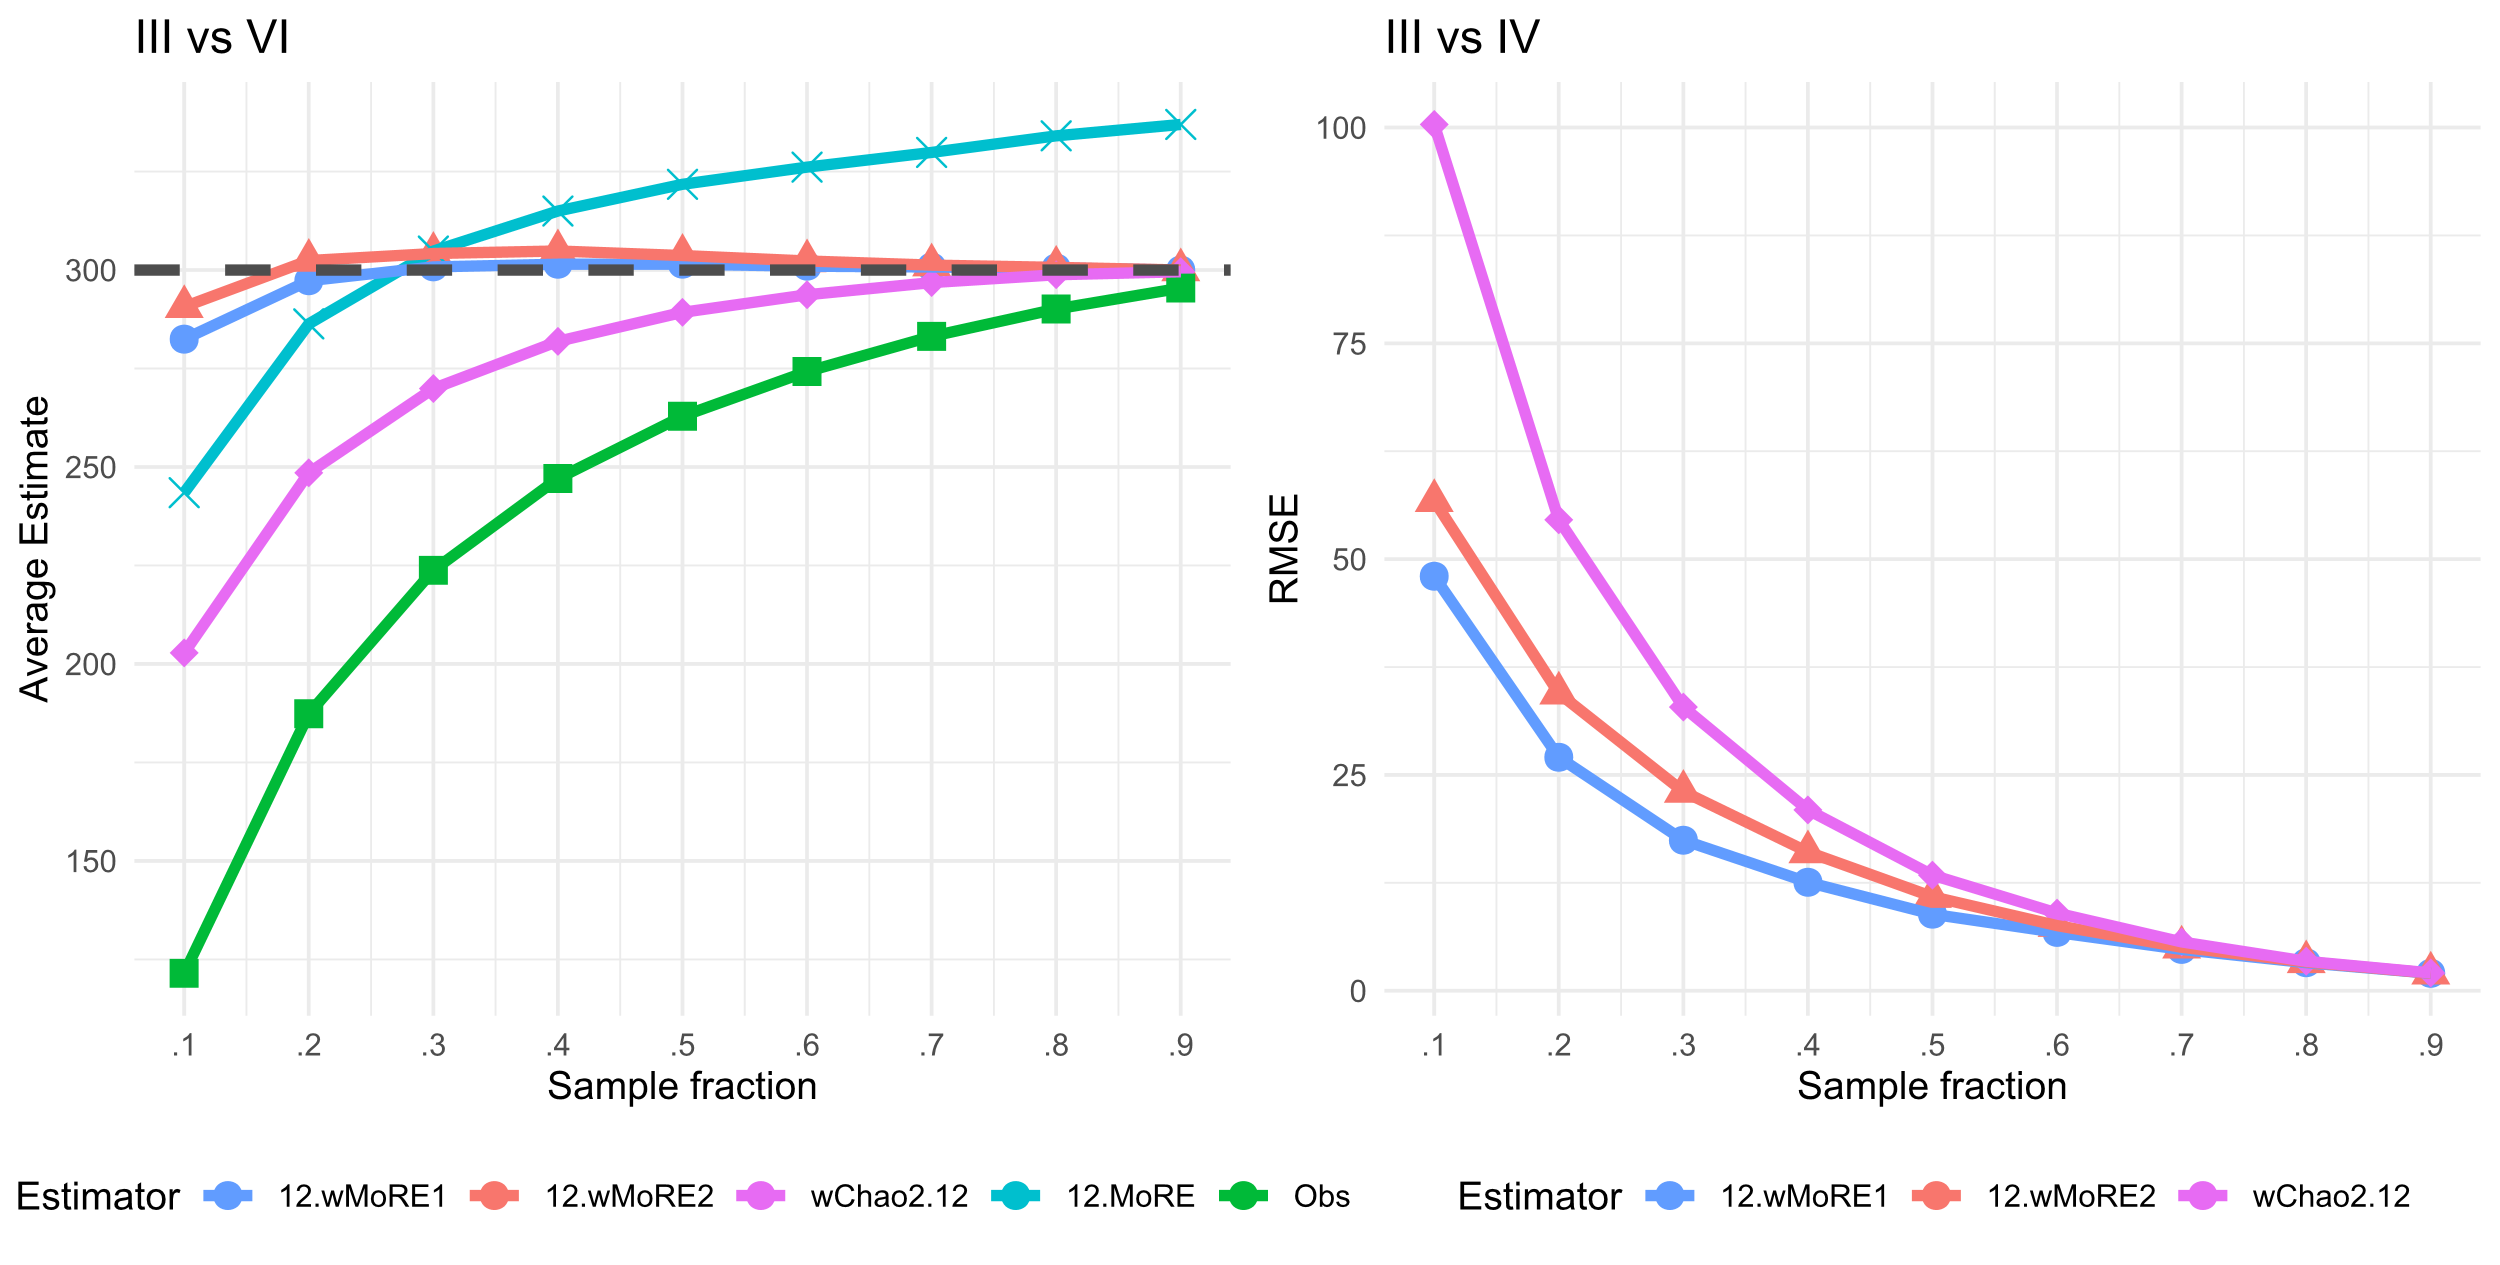 III vs VI
Average Estimate
300
250
200
150
.1 .2 .3 .4 .5 .6 .7 .8 .9
Sample fraction
Estimator 12.wMoRE1 12.wMoRE2 wChao2.12 12.MoRE Obs
III vs IV
RMSE
100
75
50
25
0
.1 .2 .3 .4 .5 .6 .7 .8 .9
Sample fraction
Estimator 12.wMoRE1 12.wMoRE2 wChao2.12